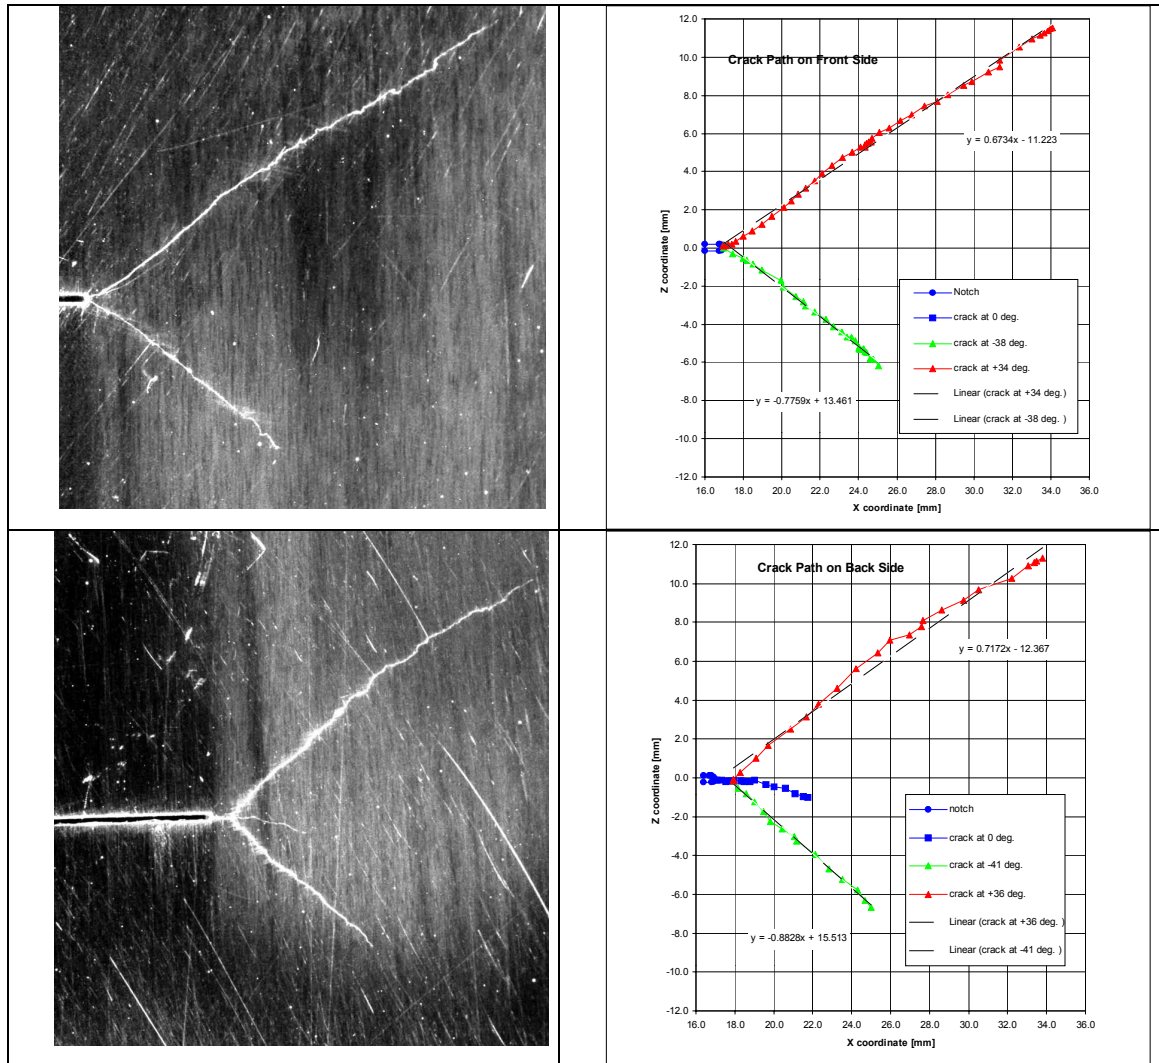 Crack Path on Front Side
12.0
10.0
8.0
6.0
4.0
2.0
0.0
-2.0
-4.0
-6.0
-8.0
-10.0
-12.0
Z coordinate [mm]
y = 0.6734x - 11.223
y = -0.7759x + 13.461
Notch
crack at 0 deg.
crack at -38 deg.
crack at +34 deg.
Linear (crack at +34 deg.)
Linear (crack at -38 deg. )
16.0 18.0 20.0 22.0 24.0 26.0 28.0 30.0 32.0 34.0 36.0
X coordinate [mm]
Crack Path on Back Side
12.0
10.0
8.0
6.0
4.0
2.0
0.0
-2.0
-4.0
-6.0
-8.0
-10.0
-12.0
Z coordinate [mm]
y = 0.7172x - 12.367
y = -0.8828x + 15.513
notch
crack at 0 deg.
crack at -41 deg.
crack at +36 deg.
Linear (crack at +36 deg. )
Linear (crack at -41 deg. )
16.0 18.0 20.0 22.0 24.0 26.0 28.0 30.0 32.0 34.0 36.0
X coordinate [mm]